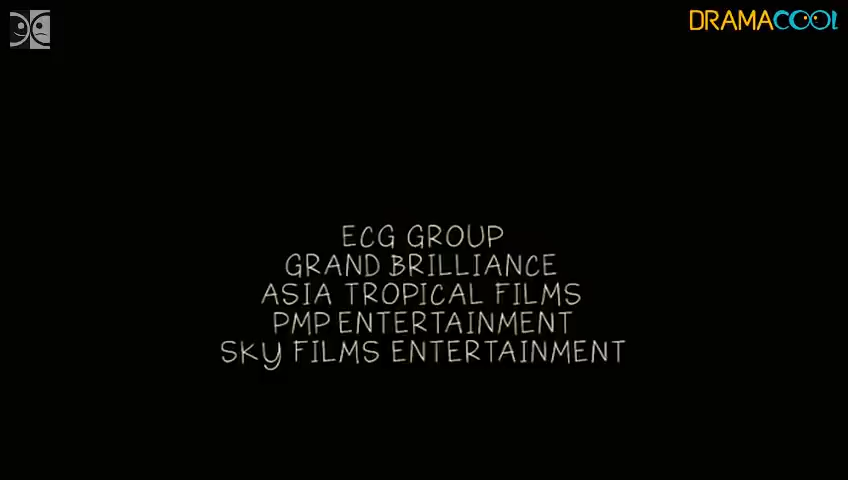 DRAMACOOL
ECG GROUP
GRAND BRILLIANCE
ASIA TROPICAL FILMS
PMP ENTERTAINMENT
SKY FILMS ENTERTAINMENT